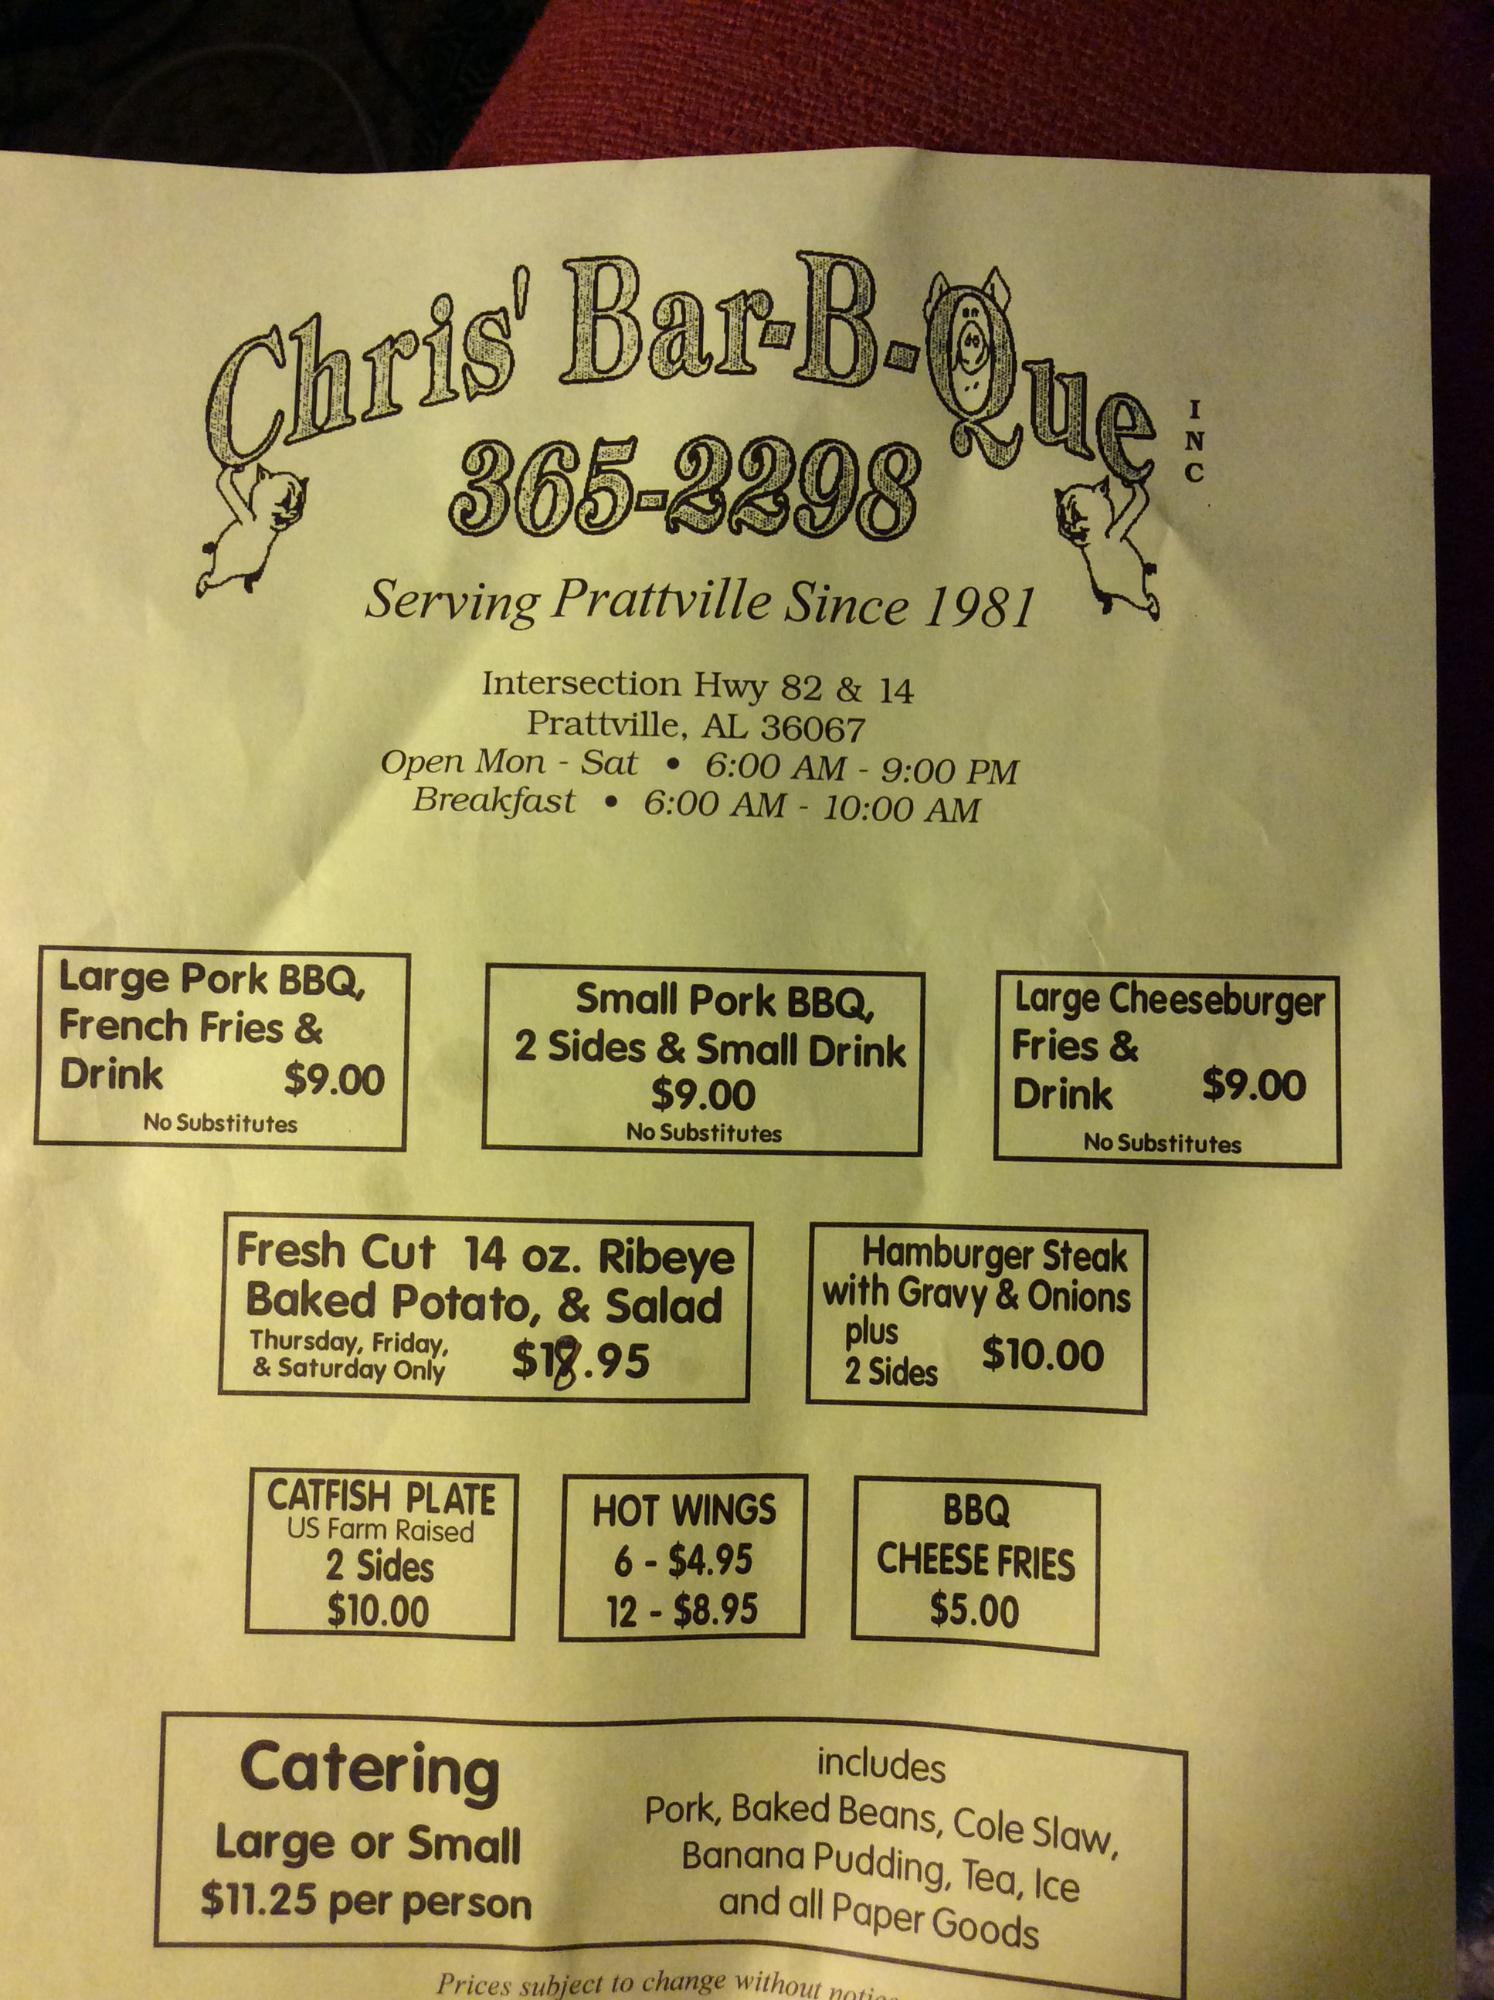 Chris' Bar-B-Que INC
365-2298
Serving Prattville Since 1981
Intersection Hwy 82 & 14
Prattville, AL 36067
Open Mon - Sat • 6:00 AM - 9:00 PM
Breakfast • 6:00 AM - 10:00 AM
Large Pork BBQ,
French Fries &
Drink $9.00
No Substitutes
Small Pork BBQ,
2 Sides & Small Drink
$9.00
No Substitutes
Large Cheeseburger
Fries &
Drink $9.00
No Substitutes
Fresh Cut 14 oz. Ribeye
Baked Potato, & Salad
Thursday, Friday,
& Saturday Only $18.95
Hamburger Steak
with Gravy & Onions
plus
2 Sides $10.00
CATFISH PLATE
US Farm Raised
2 Sides
$10.00
HOT WINGS
6 - $4.95
12 - $8.95
BBQ
CHEESE FRIES
$5.00
Catering
Large or Small
$11.25 per person
includes
Pork, Baked Beans, Cole Slaw,
Banana Pudding, Tea, Ice
and all Paper Goods
Prices subject to change without notice